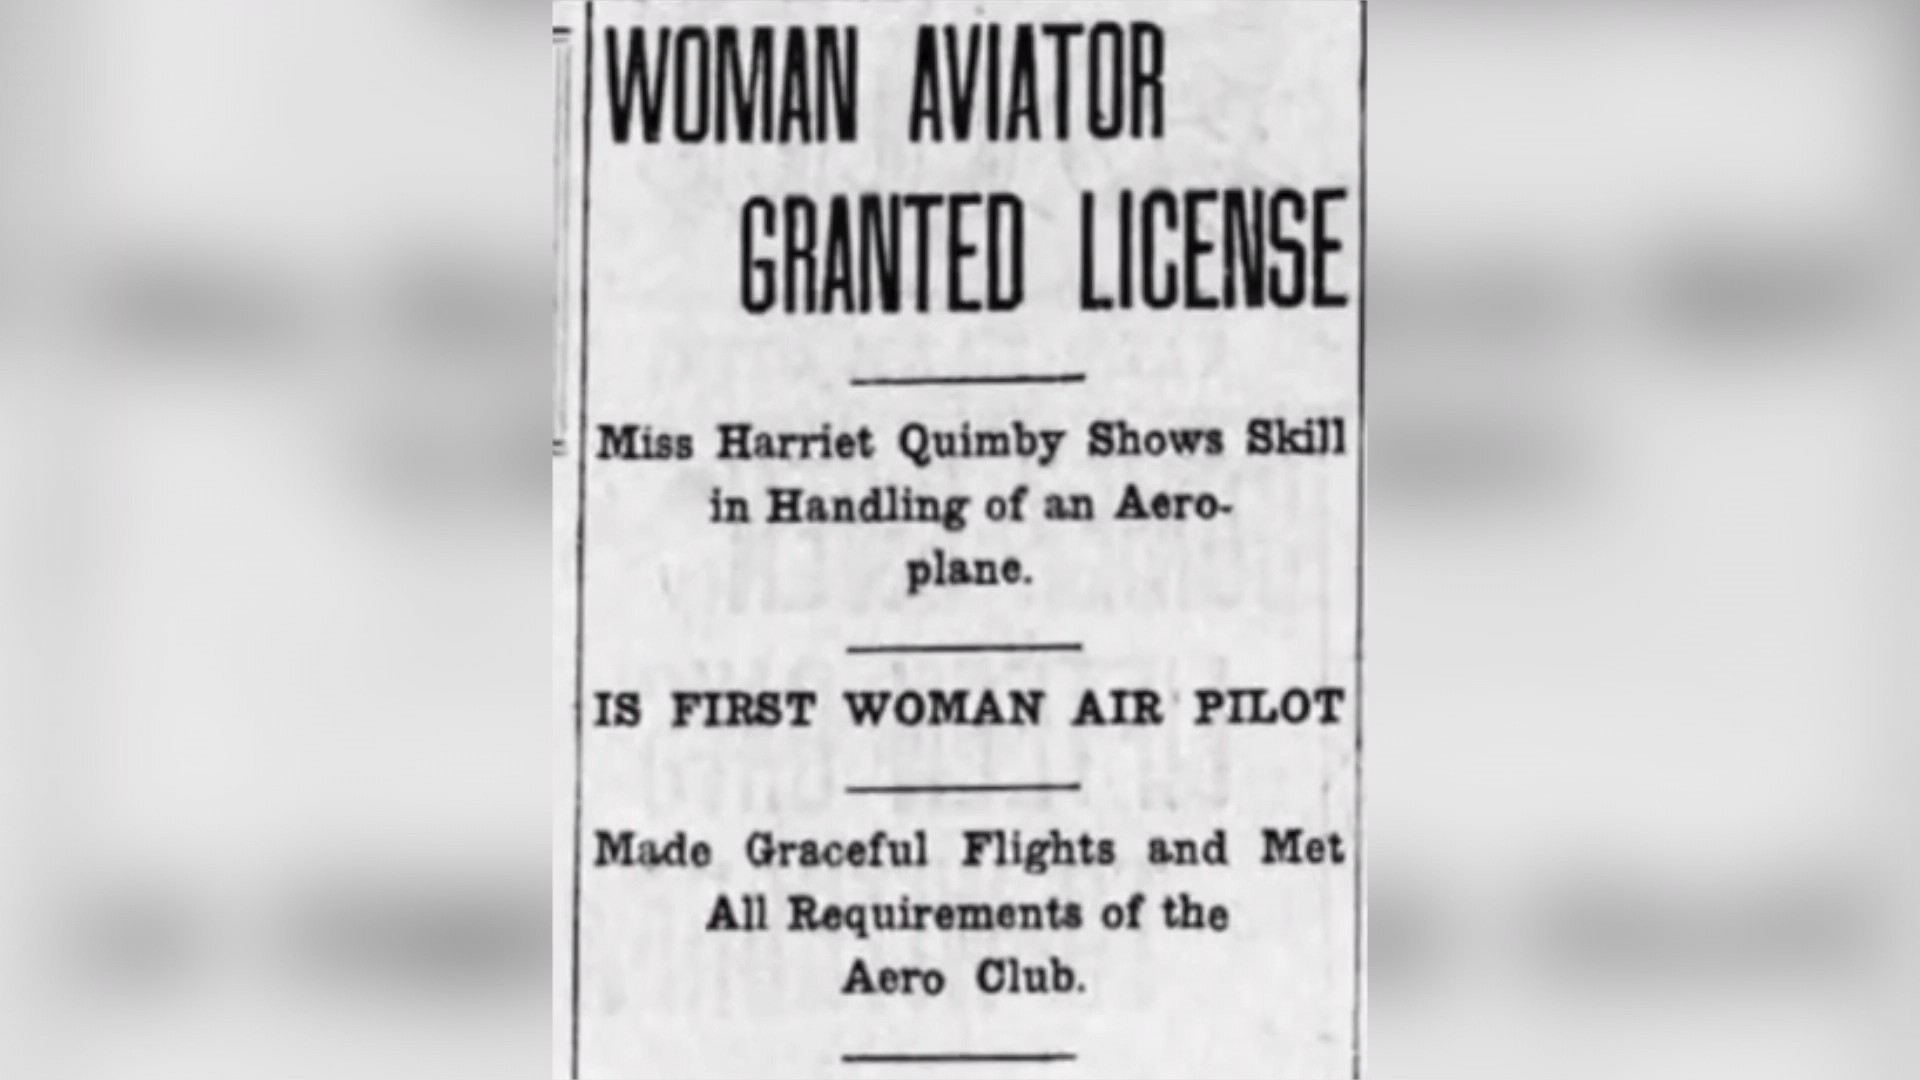 WOMAN AVIATOR
GRANTED LICENSE
Miss Harriet Quimby Shows Skill
in Handling of an Aero-
plane.
IS FIRST WOMAN AIR PILOT
Made Graceful Flights and Met
All Requirements of the
Aero Club.